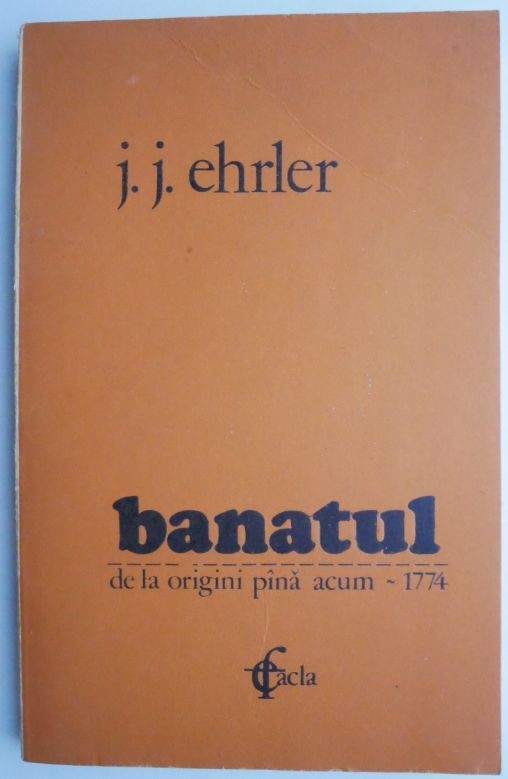 j. j. ehrler
banatul
de la origini pînă acum ~ 1774
facla